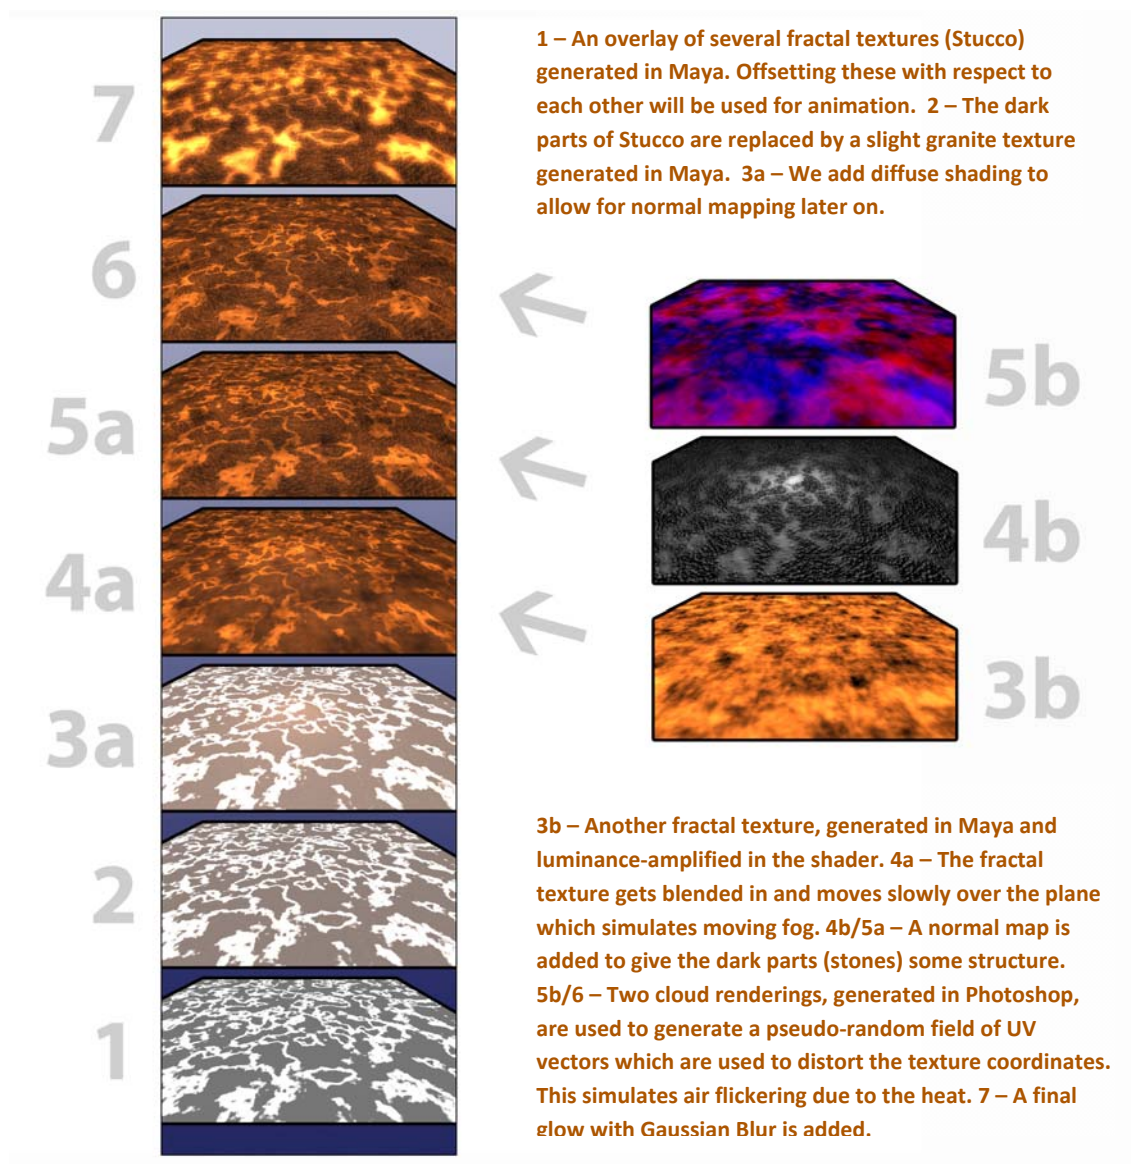 1 – An overlay of several fractal textures (Stucco)
generated in Maya. Offsetting these with respect to
each other will be used for animation.  2 – The dark
parts of Stucco are replaced by a slight granite texture
generated in Maya.  3a – We add diffuse shading to
allow for normal mapping later on.
7
6
5a
4a
3a
2
1
5b
4b
3b
3b – Another fractal texture, generated in Maya and
luminance-amplified in the shader. 4a – The fractal
texture gets blended in and moves slowly over the plane
which simulates moving fog. 4b/5a – A normal map is
added to give the dark parts (stones) some structure.
5b/6 – Two cloud renderings, generated in Photoshop,
are used to generate a pseudo-random field of UV
vectors which are used to distort the texture coordinates.
This simulates air flickering due to the heat. 7 – A final
glow with Gaussian Blur is added.